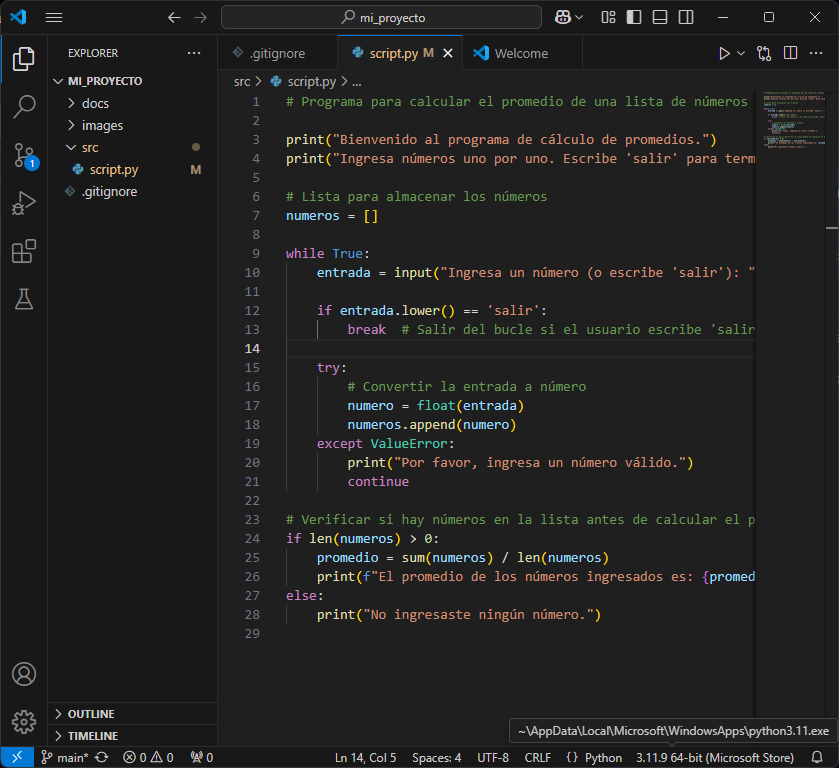 mi_proyecto
EXPLORER
.gitignore
script.py M
Welcome
MI_PROYECTO
docs
images
src
script.py M
.gitignore
src > script.py > ...
1 # Programa para calcular el promedio de una lista de números
2
3 print("Bienvenido al programa de cálculo de promedios.")
4 print("Ingresa números uno por uno. Escribe 'salir' para term
5
6 # Lista para almacenar los números
7 numeros = []
8
9 while True:
10 entrada = input("Ingresa un número (o escribe 'salir'): "
11
12 if entrada.lower() == 'salir':
13 break # Salir del bucle si el usuario escribe 'salir
14
15 try:
16 # Convertir la entrada a número
17 numero = float(entrada)
18 numeros.append(numero)
19 except ValueError:
20 print("Por favor, ingresa un número válido.")
21 continue
22
23 # Verificar si hay números en la lista antes de calcular el p
24 if len(numeros) > 0:
25 promedio = sum(numeros) / len(numeros)
26 print(f"El promedio de los números ingresados es: {promed
27 else:
28 print("No ingresaste ningún número.")
29
1
OUTLINE
TIMELINE
~\AppData\Local\Microsoft\WindowsApps\python3.11.exe
main* 0 0 0 Ln 14, Col 5 Spaces: 4 UTF-8 CRLF {} Python 3.11.9 64-bit (Microsoft Store)